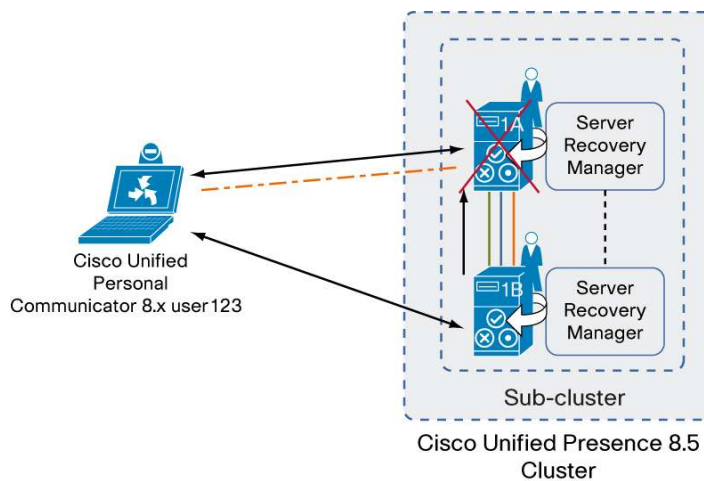 1A
Server
Recovery
Manager
Cisco Unified
Personal
Communicator 8.x user123
1B
Server
Recovery
Manager
Sub-cluster
Cisco Unified Presence 8.5
Cluster